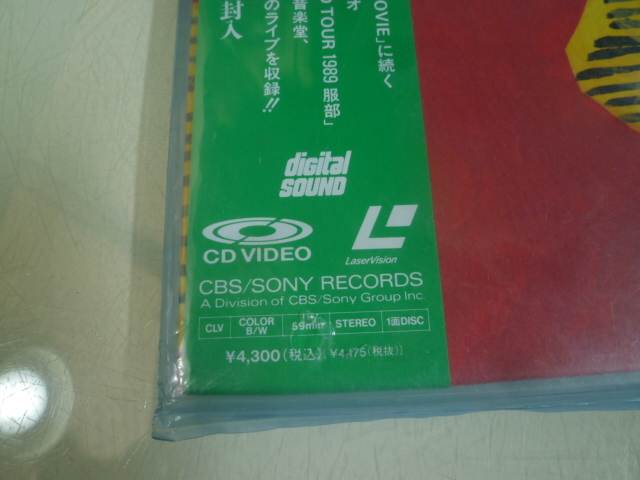 OVIE」に続く
オ
D TOUR 1989 服部」
音楽堂、
のライブを収録!!
封入
digital
SOUND
CD VIDEO
LaserVision
CBS/SONY RECORDS
A Division of CBS/Sony Group Inc.
CLV COLOR B/W 59min STEREO 1面DISC
¥4,300(税込)[¥4,175(税抜)]